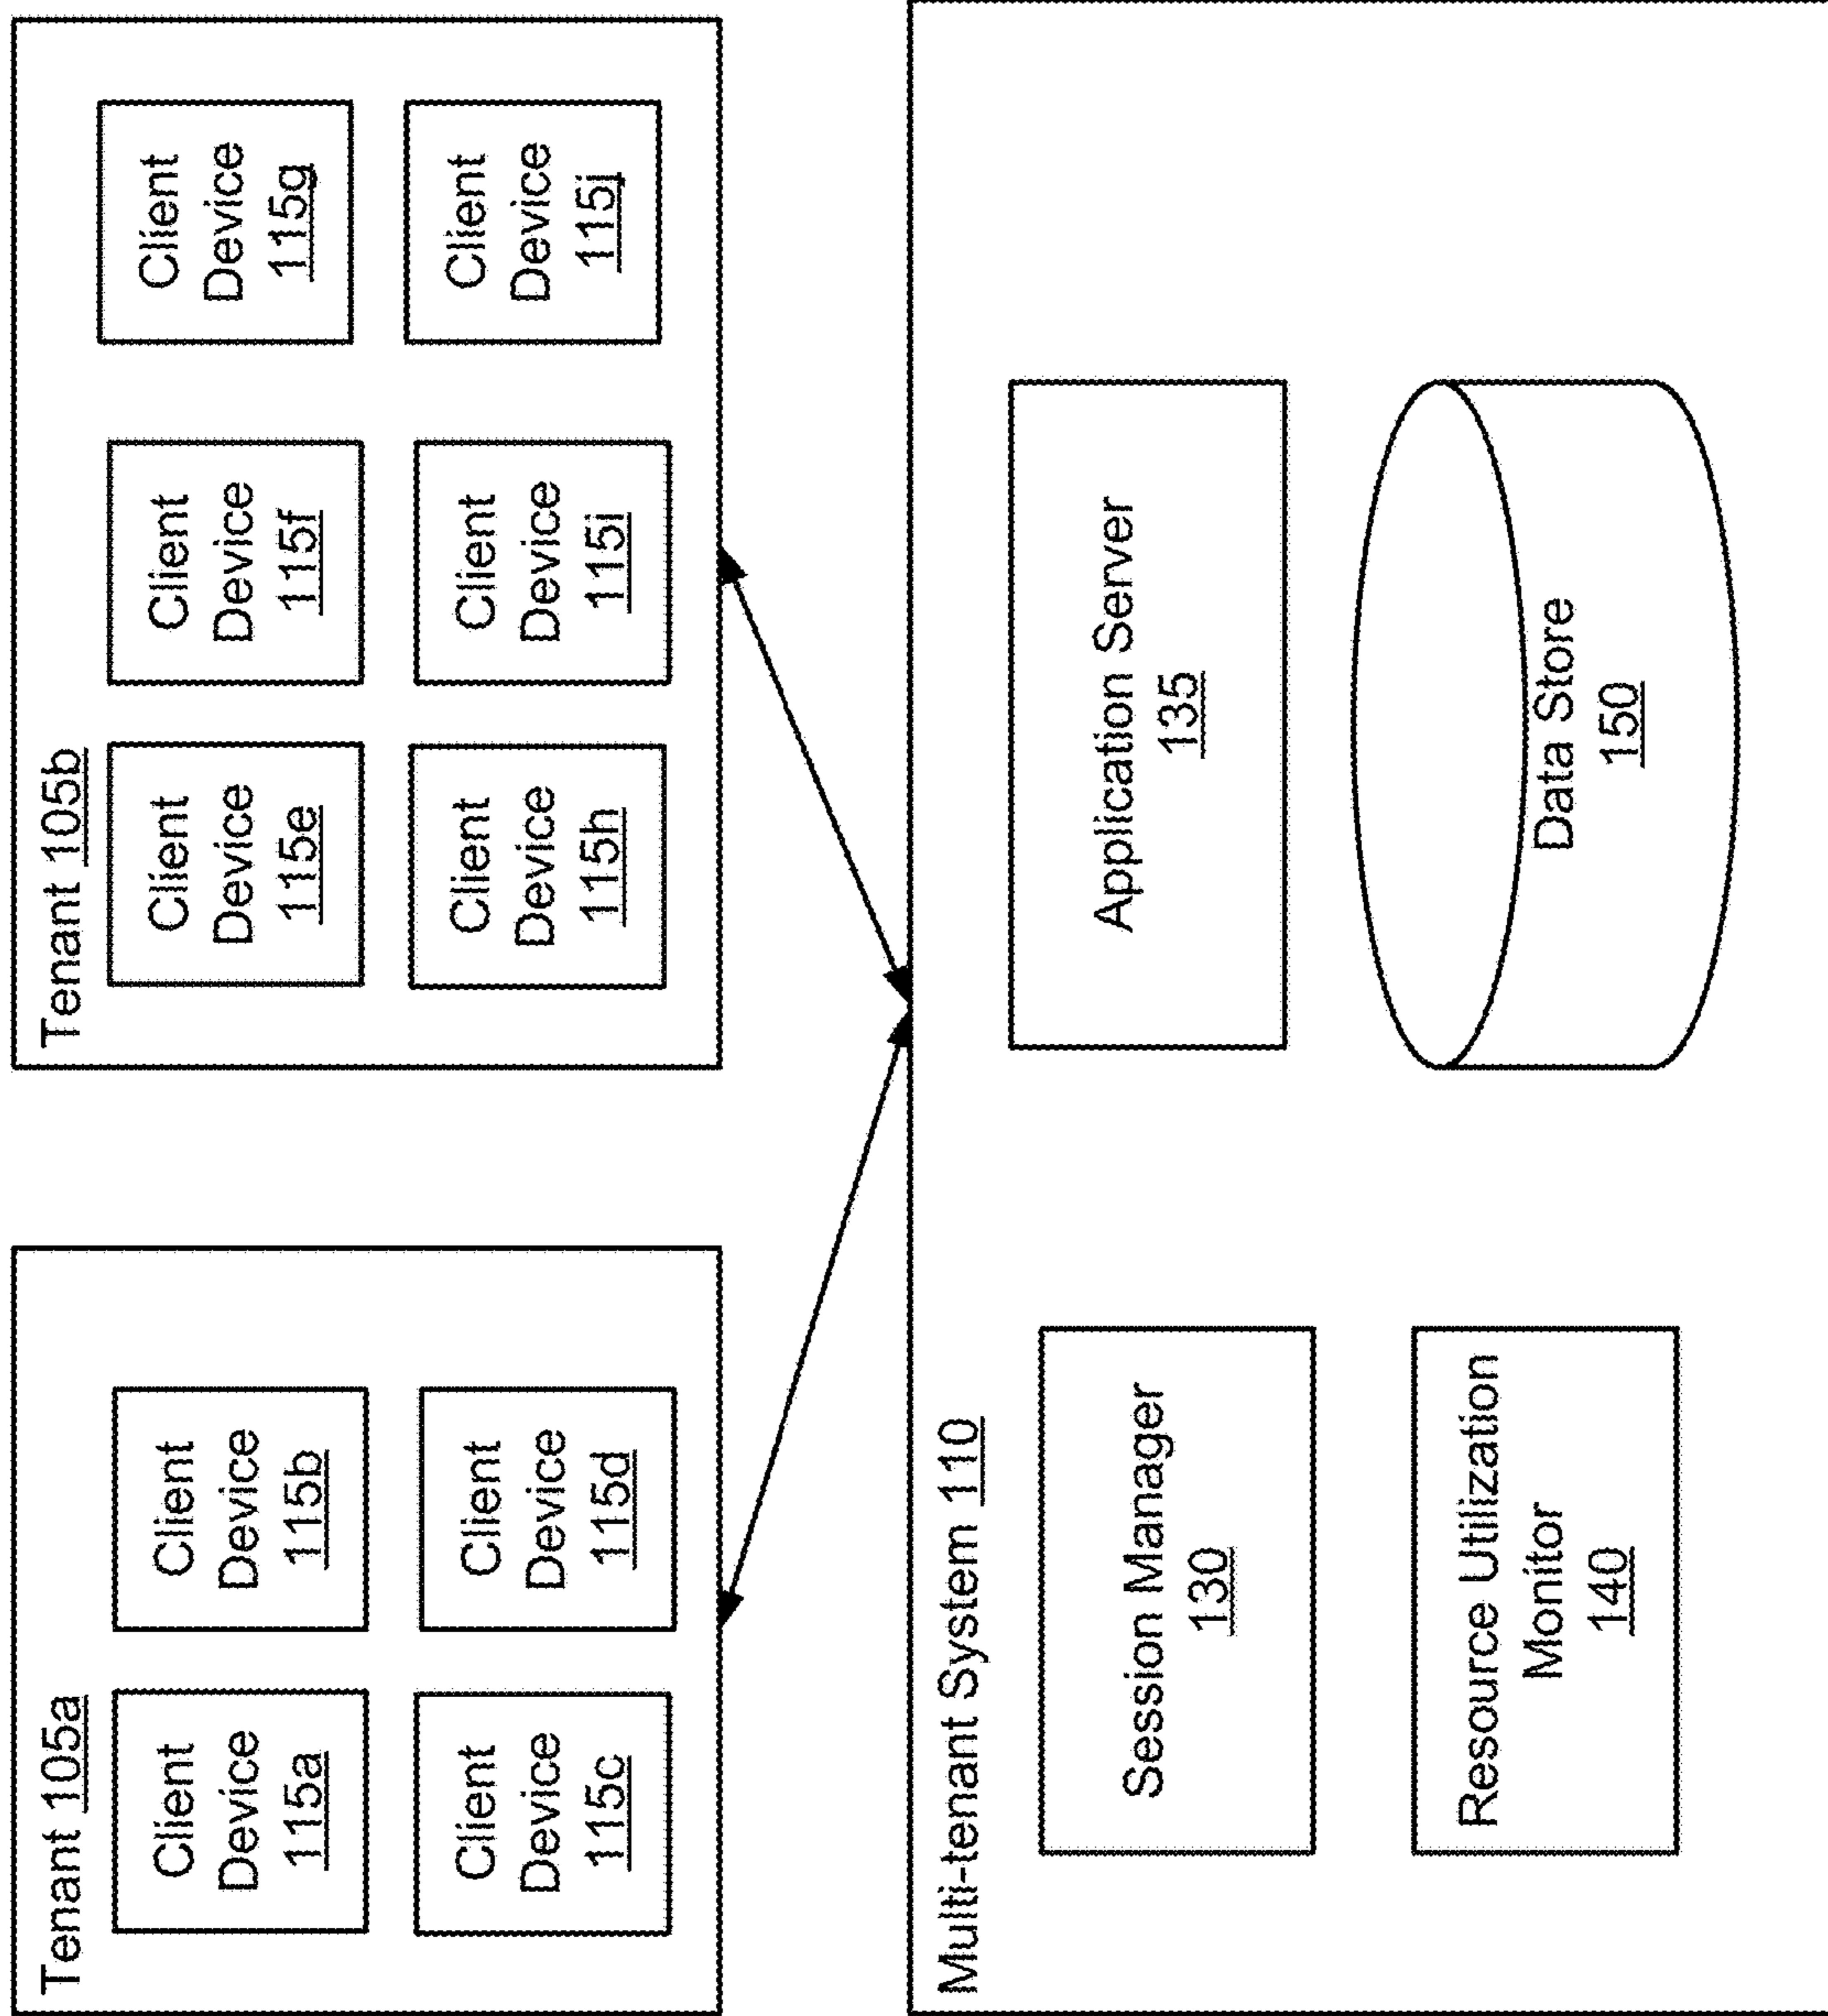 Tenant 105a
Client
Device
115a
Client
Device
115b
Client
Device
115c
Client
Device
115d
Tenant 105b
Client
Device
115e
Client
Device
115f
Client
Device
115g
Client
Device
115h
Client
Device
115i
Client
Device
115j
Multi-tenant System 110
Session Manager
130
Application Server
135
Resource Utilization
Monitor
140
Data Store
150